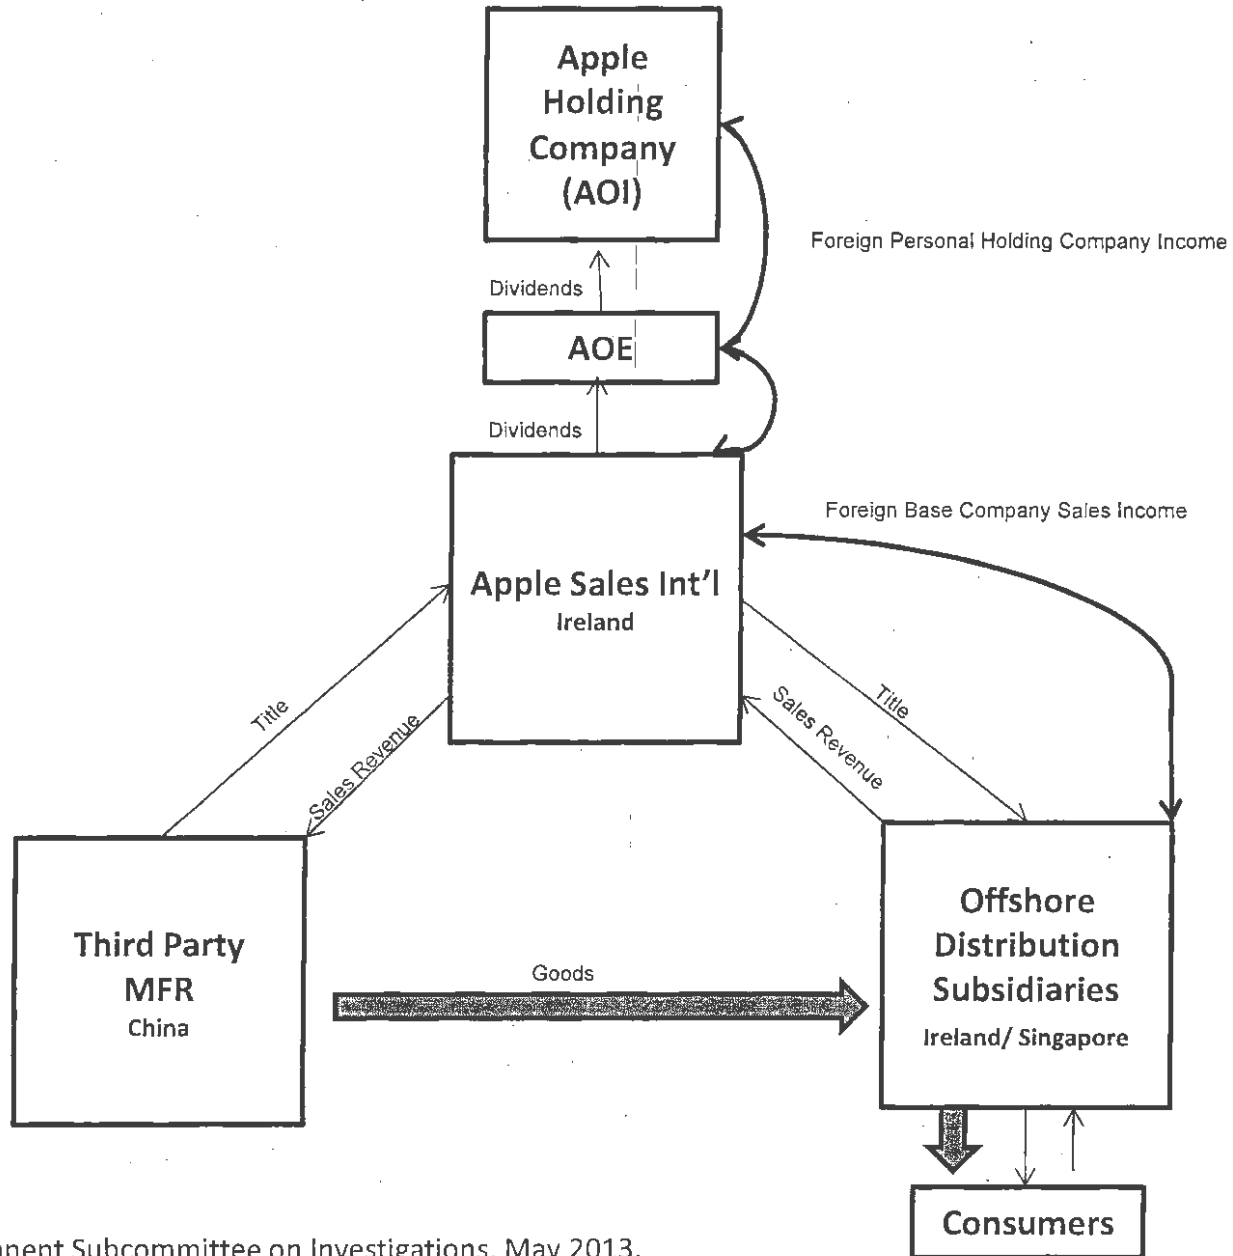 Apple
Holding
Company
(AOI)
Foreign Personal Holding Company Income
Dividends
AOE
Dividends
Foreign Base Company Sales Income
Apple Sales Int'l
Ireland
Title
Sales Revenue
Sales Revenue
Title
Third Party
MFR
China
Goods
Offshore
Distribution
Subsidiaries
Ireland/ Singapore
Consumers
Subcommittee on Investigations, May 2013.